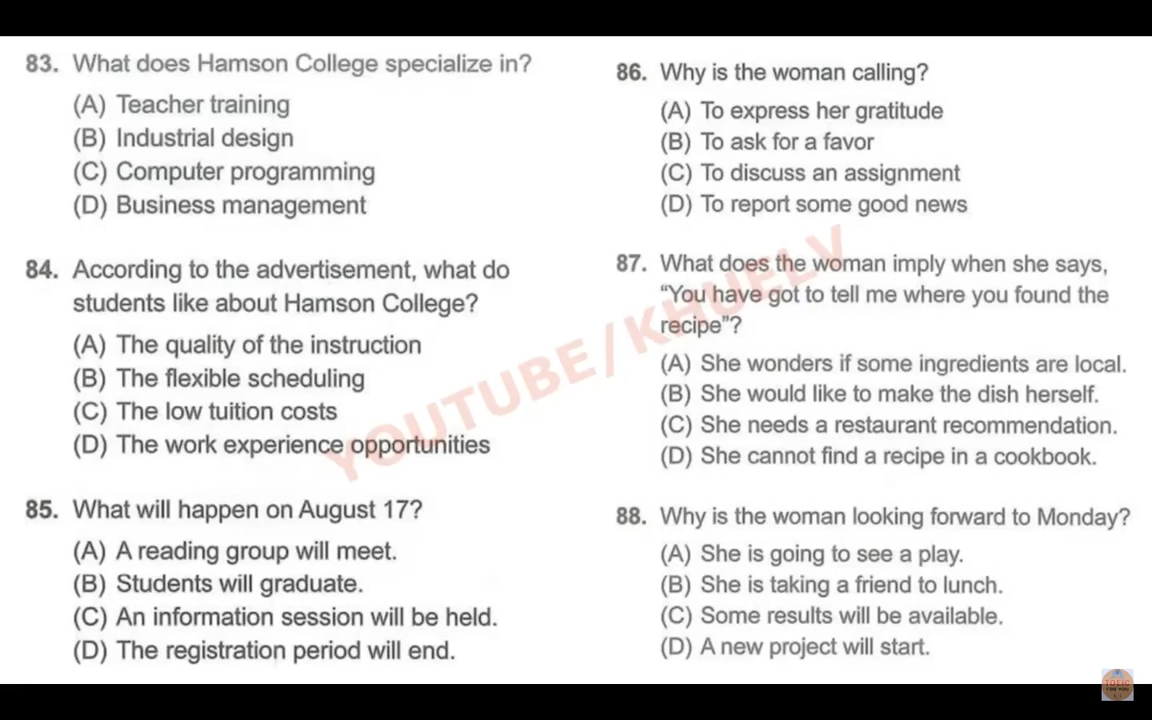 83. What does Hamson College specialize in?
(A) Teacher training
(B) Industrial design
(C) Computer programming
(D) Business management
84. According to the advertisement, what do
students like about Hamson College?
(A) The quality of the instruction
(B) The flexible scheduling
(C) The low tuition costs
(D) The work experience opportunities
85. What will happen on August 17?
(A) A reading group will meet.
(B) Students will graduate.
(C) An information session will be held.
(D) The registration period will end.
86. Why is the woman calling?
(A) To express her gratitude
(B) To ask for a favor
(C) To discuss an assignment
(D) To report some good news
87. What does the woman imply when she says,
“You have got to tell me where you found the
recipe”?
(A) She wonders if some ingredients are local.
(B) She would like to make the dish herself.
(C) She needs a restaurant recommendation.
(D) She cannot find a recipe in a cookbook.
88. Why is the woman looking forward to Monday?
(A) She is going to see a play.
(B) She is taking a friend to lunch.
(C) Some results will be available.
(D) A new project will start.
YOUTUBE/KHUELV
TOEIC
FOR YOU